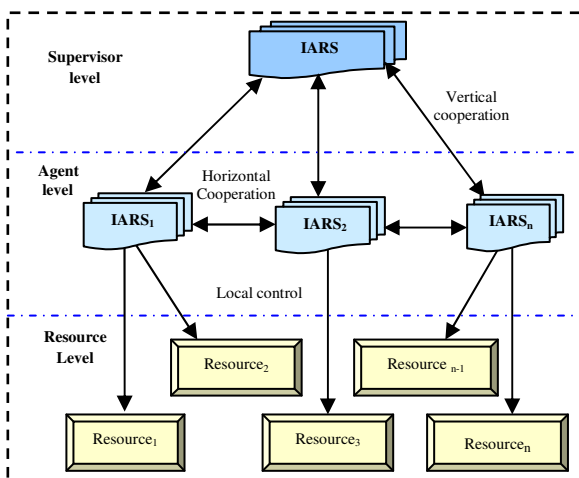 IARS
Supervisor
level
Vertical
cooperation
Agent
level
Horizontal
Cooperation
IARS₁
IARS₂
IARSₙ
Local control
Resource
Level
Resource₂
Resource ₙ₋₁
Resource₁
Resource₃
Resourceₙ